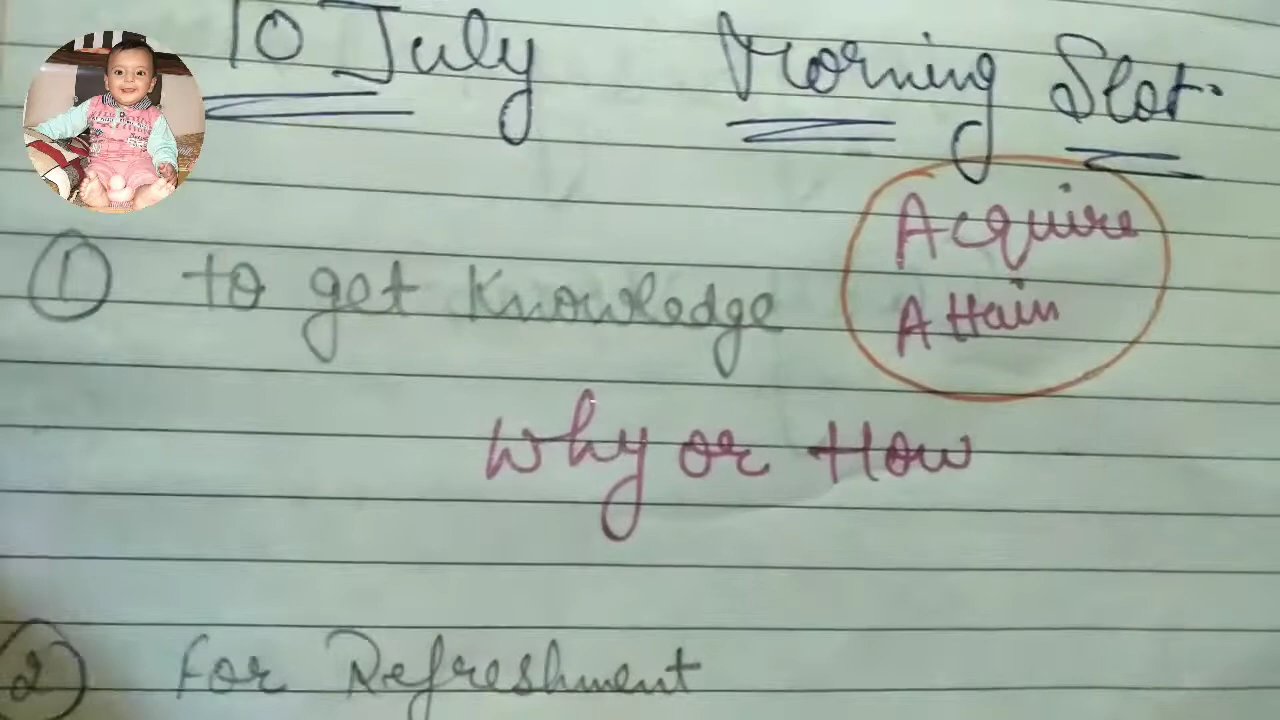 10 July Morning Slot.
① to get Knowledge
Acquire
Attain
Why or How
② For Refreshment